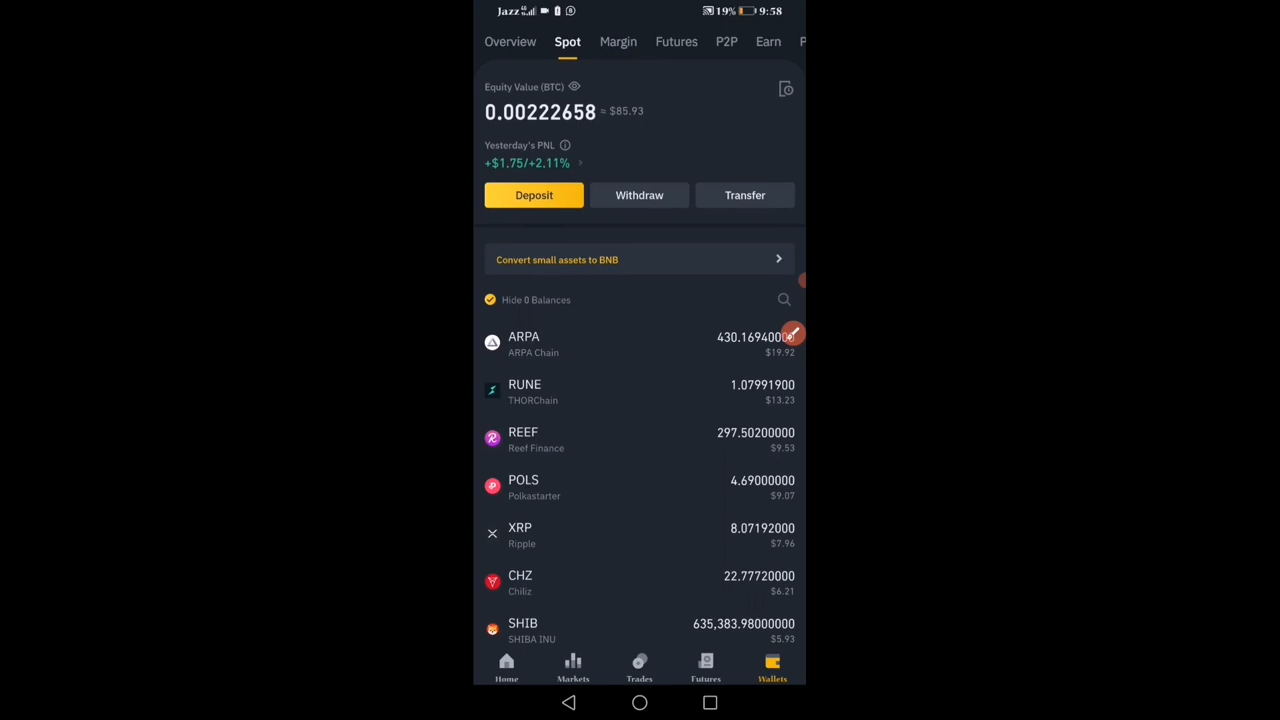 Jazz 19% 9:58
Overview Spot Margin Futures P2P Earn P
Equity Value (BTC)
0.00222658 ≈ $85.93
Yesterday's PNL
+$1.75/+2.11% >
Deposit Withdraw Transfer
Convert small assets to BNB
Hide 0 Balances
ARPA 430.16940000
ARPA Chain $19.92
RUNE 1.07991900
THORChain $13.23
REEF 297.50200000
Reef Finance $9.53
POLS 4.69000000
Polkastarter $9.07
XRP 8.07192000
Ripple $7.96
CHZ 22.77720000
Chiliz $6.21
SHIB 635,383.98000000
SHIBA INU $5.93
Home Markets Trades Futures Wallets